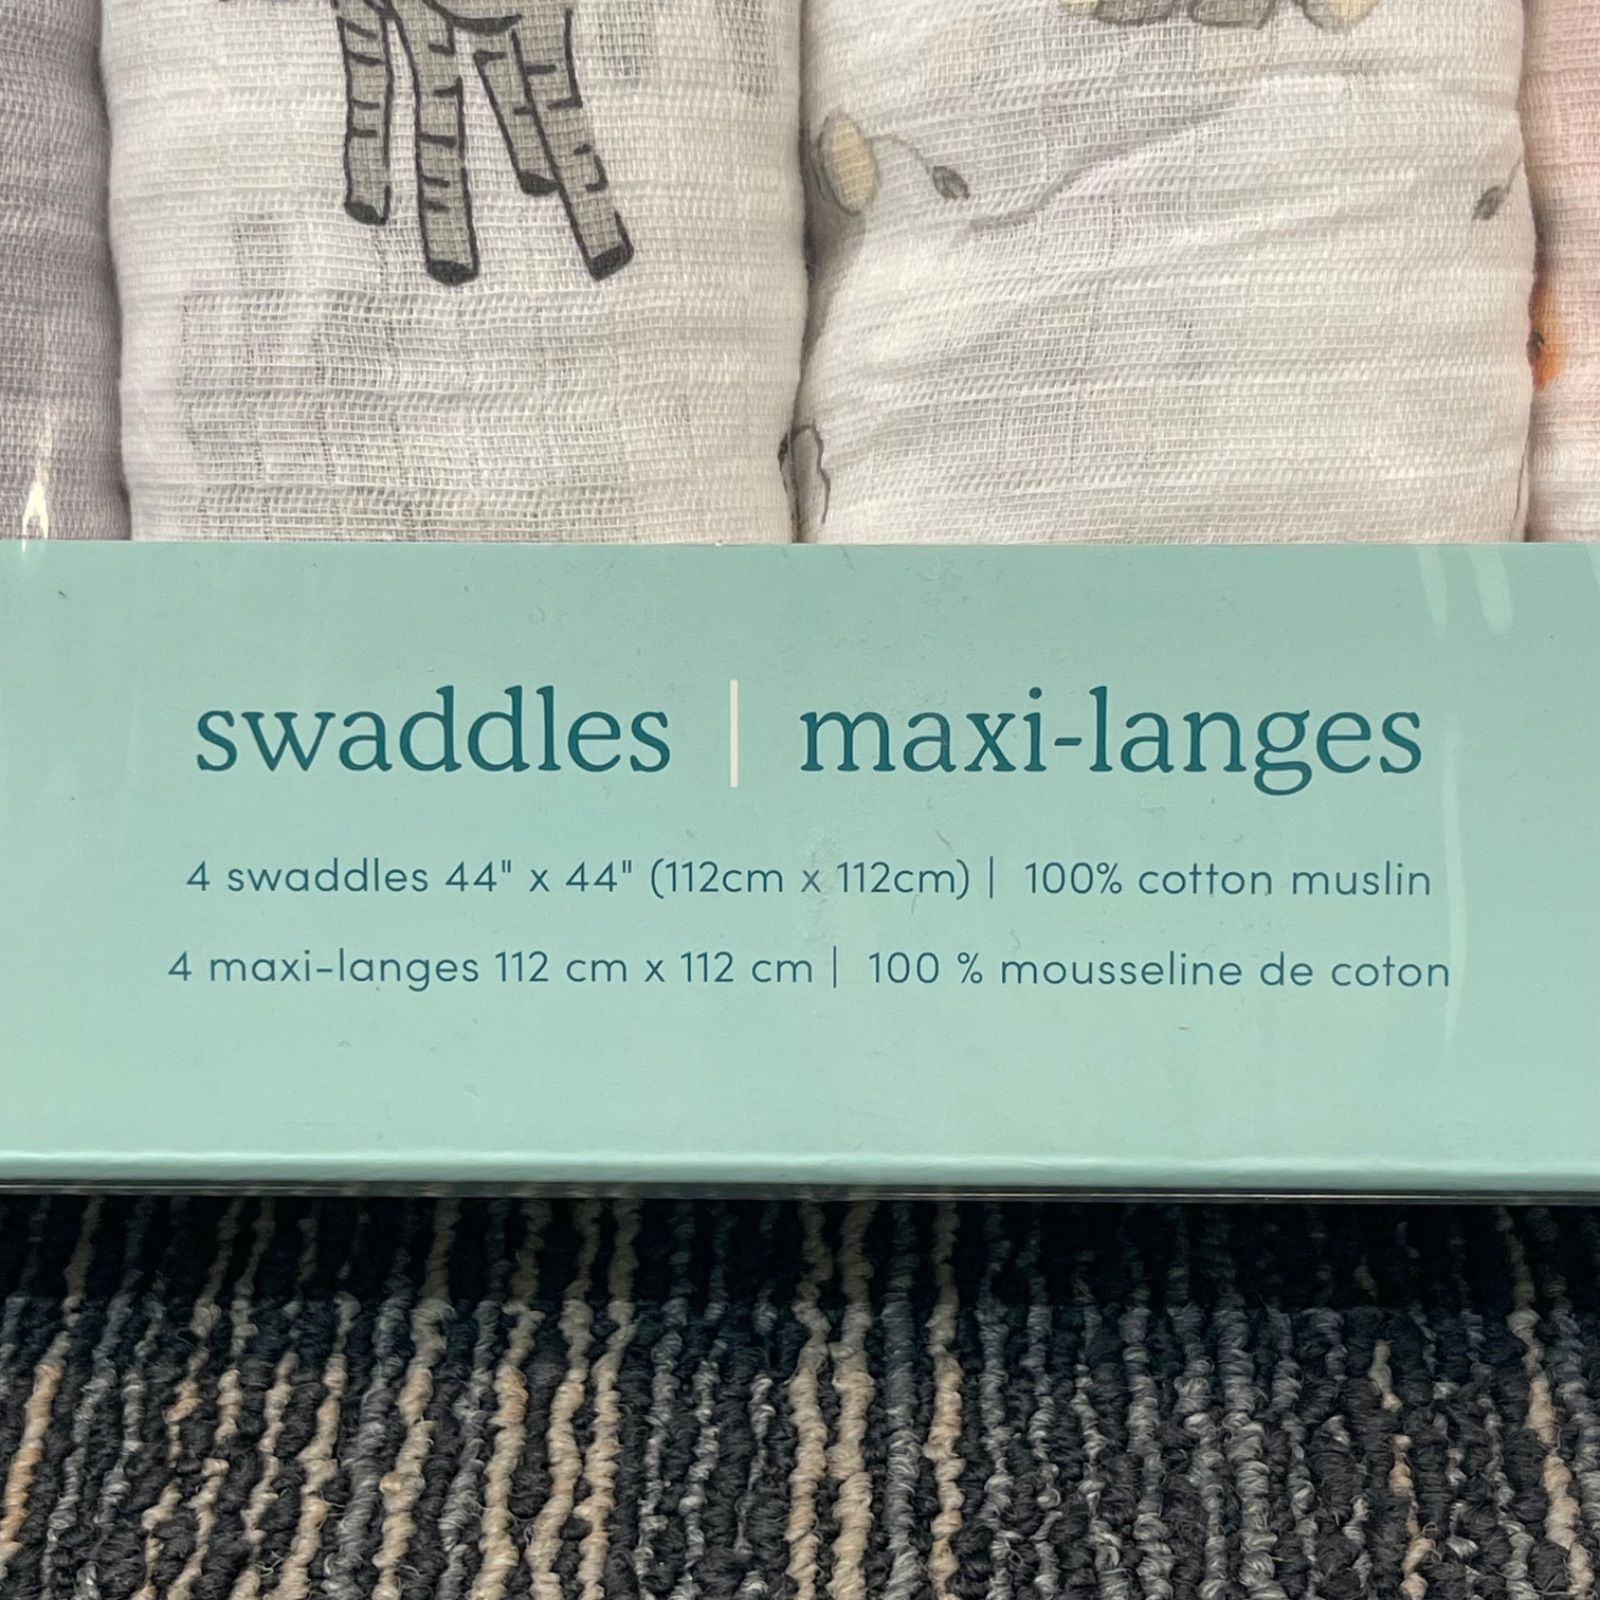 swaddles | maxi-langes
4 swaddles 44" x 44" (112cm x 112cm) | 100% cotton muslin
4 maxi-langes 112 cm x 112 cm | 100 % mousseline de coton